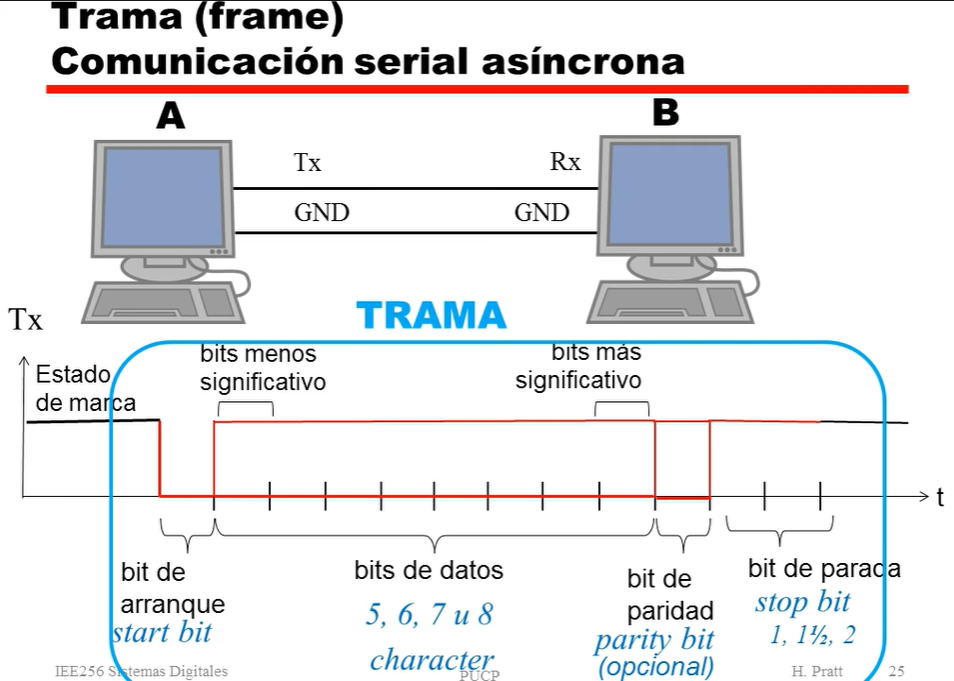 Trama (frame)
Comunicación serial asíncrona
A
B
Tx
Rx
GND
GND
TRAMA
Tx
Estado
de marca
bits menos
significativo
bits más
significativo
t
bit de
arranque
start bit
bits de datos
5, 6, 7 u 8
character
bit de
paridad
parity bit
(opcional)
bit de parada
stop bit
1, 1½, 2
IEE256 Sistemas Digitales
PUCP
H. Pratt
25